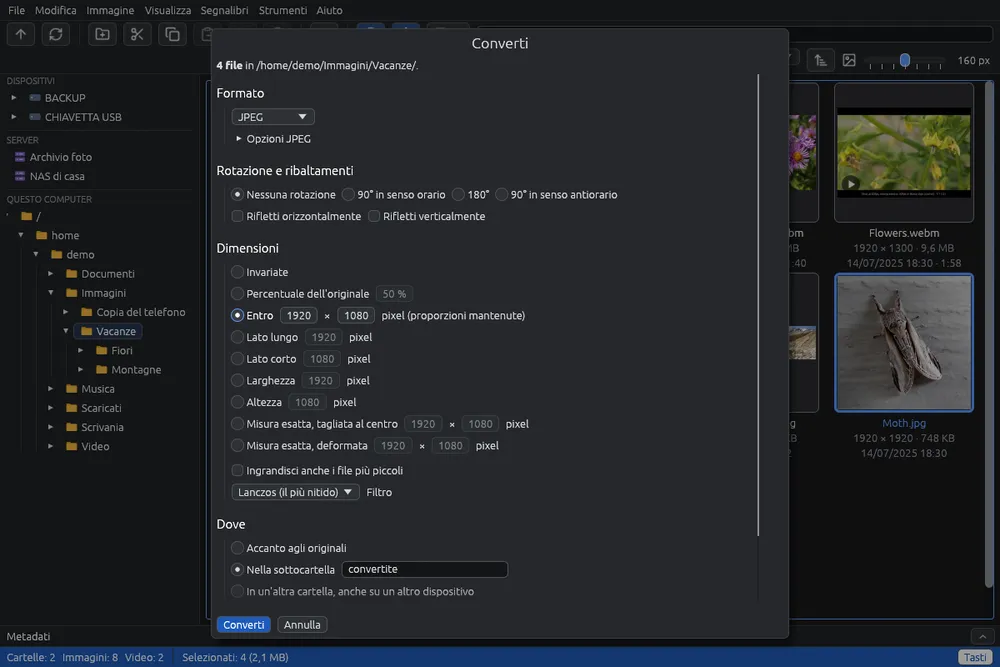 File Modifica Immagine Visualizza Segnalibri Strumenti Aiuto
160 px
DISPOSITIVI
BACKUP
CHIAVETTA USB
SERVER
Archivio foto
NAS di casa
QUESTO COMPUTER
/
home
demo
Documenti
Immagini
Copia del telefono
Vacanze
Fiori
Montagne
Musica
Scaricati
Scrivania
Video
Converti
4 file in /home/demo/Immagini/Vacanze/.
Formato
JPEG
Opzioni JPEG
Rotazione e ribaltamenti
Nessuna rotazione 90° in senso orario 180° 90° in senso antiorario
Rifletti orizzontalmente Rifletti verticalmente
Dimensioni
Invariate
Percentuale dell'originale 50 %
Entro 1920 × 1080 pixel (proporzioni mantenute)
Lato lungo 1920 pixel
Lato corto 1080 pixel
Larghezza 1920 pixel
Altezza 1080 pixel
Misura esatta, tagliata al centro 1920 × 1080 pixel
Misura esatta, deformata 1920 × 1080 pixel
Ingrandisci anche i file più piccoli
Lanczos (il più nitido) Filtro
Dove
Accanto agli originali
Nella sottocartella convertite
In un'altra cartella, anche su un altro dispositivo
Converti Annulla
bm
IB
:40
Flowers.webm
1920 × 1300 · 9,6 MB
14/07/2025 18:30 · 1:58
Moth.jpg
1920 × 1920 · 748 KB
14/07/2025 18:30
Metadati
Cartelle: 2 Immagini: 8 Video: 2 Selezionati: 4 (2,1 MB)
Tasti